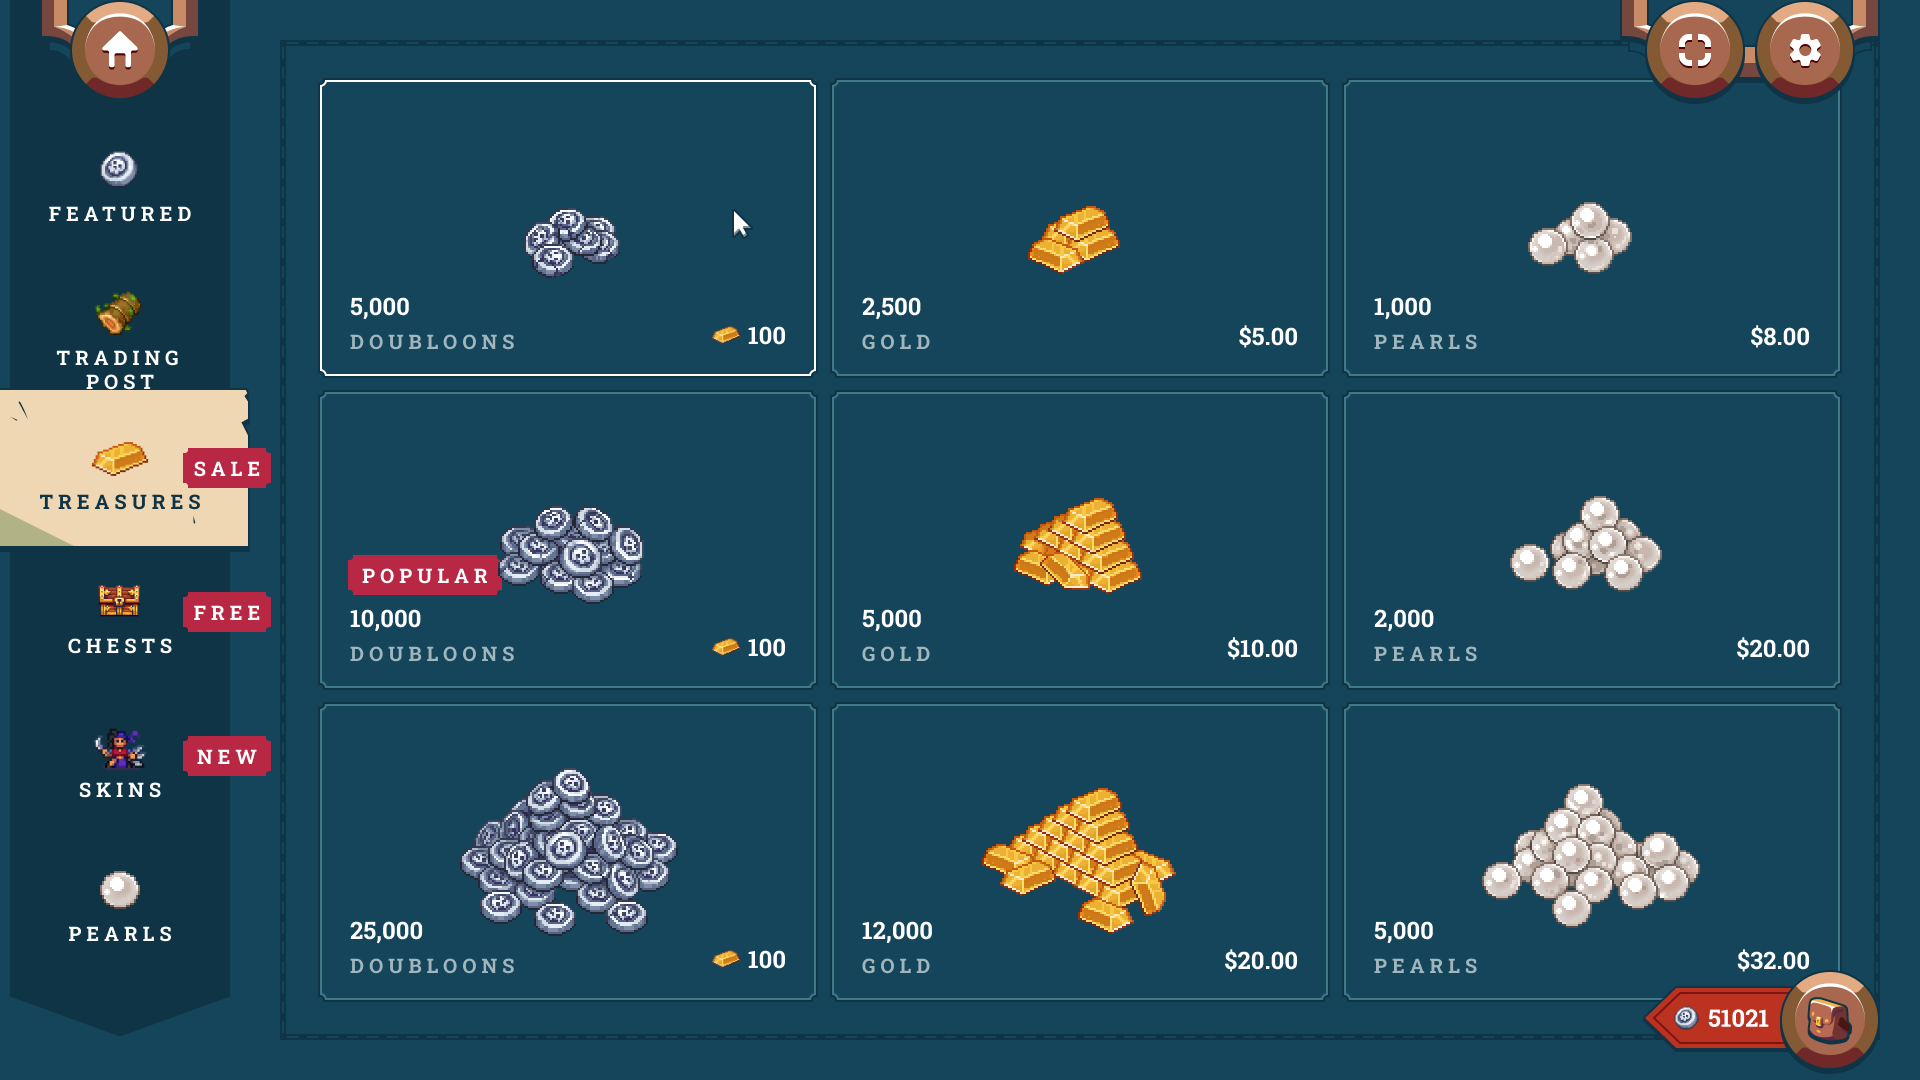 FEATURED
TRADING
POST
TREASURES
SALE
CHESTS
FREE
SKINS
NEW
PEARLS
5,000
DOUBLOONS
100
2,500
GOLD
$5.00
1,000
PEARLS
$8.00
POPULAR
10,000
DOUBLOONS
100
5,000
GOLD
$10.00
2,000
PEARLS
$20.00
25,000
DOUBLOONS
100
12,000
GOLD
$20.00
5,000
PEARLS
$32.00
51021